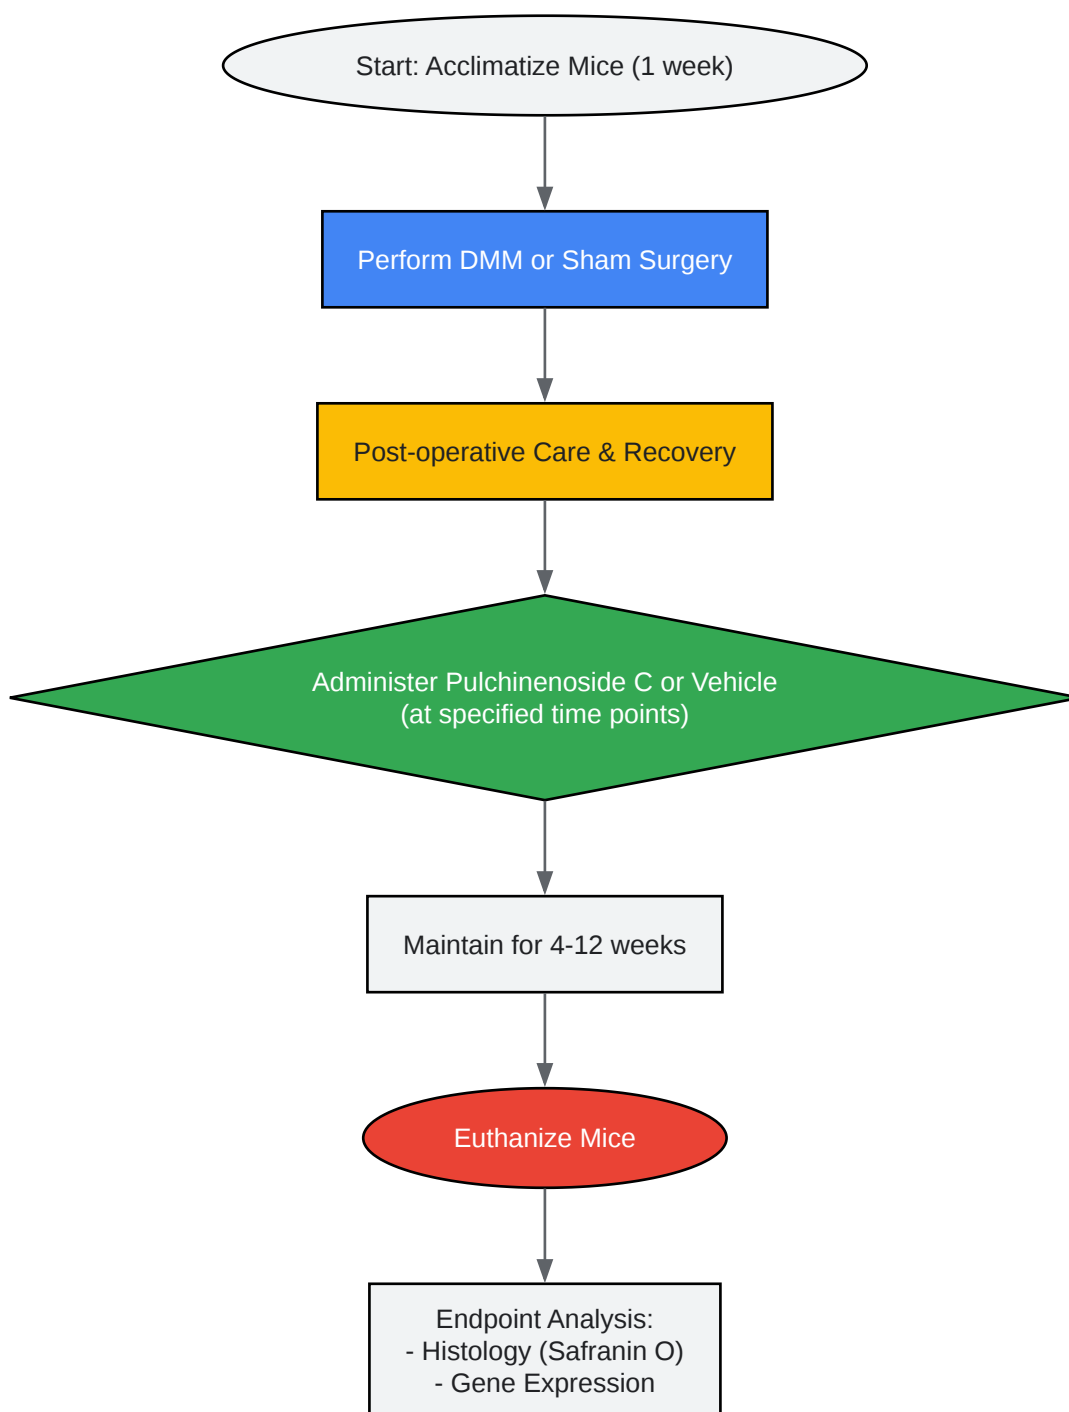 Start: Acclimatize Mice (1 week)
Perform DMM or Sham Surgery
Post-operative Care & Recovery
Administer Pulchinenoside C or Vehicle
(at specified time points)
Maintain for 4-12 weeks
Euthanize Mice
Endpoint Analysis:
- Histology (Safranin O)
- Gene Expression